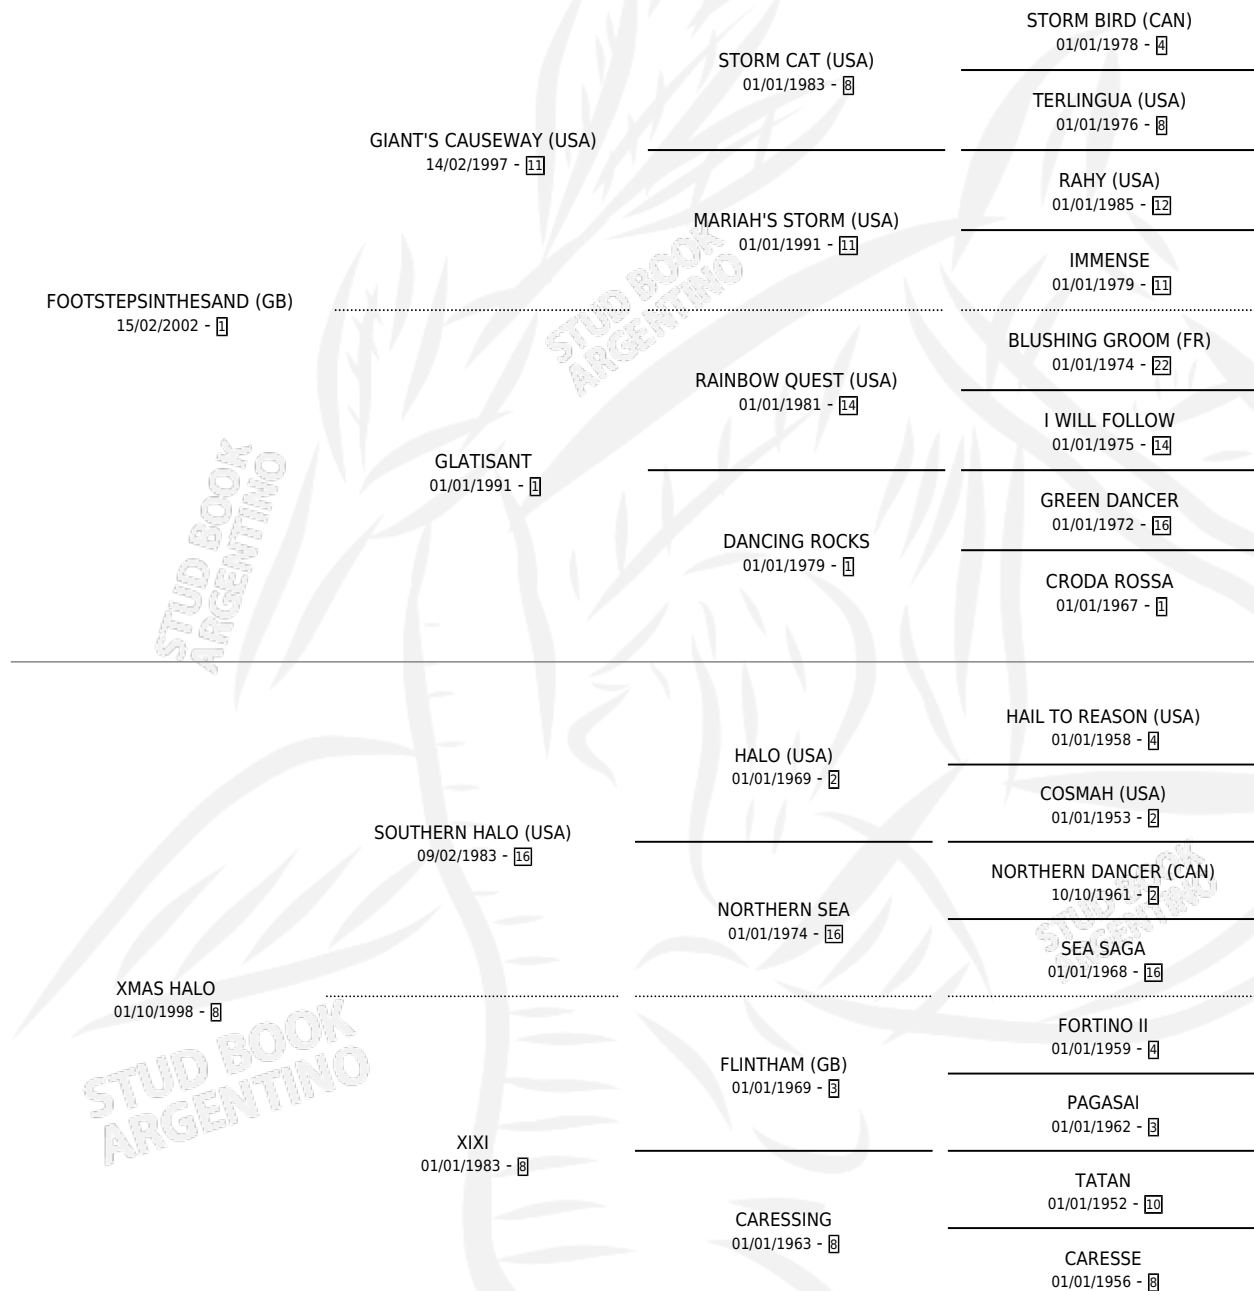 STORM BIRD (CAN)
01/01/1978 - 4
STORM CAT (USA)
01/01/1983 - 8
TERLINGUA (USA)
01/01/1976 - 8
GIANT'S CAUSEWAY (USA)
14/02/1997 - 11
RAHY (USA)
01/01/1985 - 12
MARIAH'S STORM (USA)
01/01/1991 - 11
IMMENSE
01/01/1979 - 11
FOOTSTEPSINTHESAND (GB)
15/02/2002 - 1
BLUSHING GROOM (FR)
01/01/1974 - 22
RAINBOW QUEST (USA)
01/01/1981 - 14
I WILL FOLLOW
01/01/1975 - 14
GLATISANT
01/01/1991 - 1
GREEN DANCER
01/01/1972 - 16
DANCING ROCKS
01/01/1979 - 1
CRODA ROSSA
01/01/1967 - 1
HAIL TO REASON (USA)
01/01/1958 - 4
HALO (USA)
01/01/1969 - 2
COSMAH (USA)
01/01/1953 - 2
SOUTHERN HALO (USA)
09/02/1983 - 16
NORTHERN DANCER (CAN)
10/10/1961 - 2
NORTHERN SEA
01/01/1974 - 16
SEA SAGA
01/01/1968 - 16
XMAS HALO
01/10/1998 - 8
FORTINO II
01/01/1959 - 4
FLINTHAM (GB)
01/01/1969 - 3
PAGASAI
01/01/1962 - 3
XIXI
01/01/1983 - 8
TATAN
01/01/1952 - 10
CARESSING
01/01/1963 - 8
CARESSE
01/01/1956 - 8
STUD BOOK
ARGENTINO
STUD BOOK
ARGENTINO
STUD BOOK
ARGENTINO
STUD BOOK
ARGENTINO